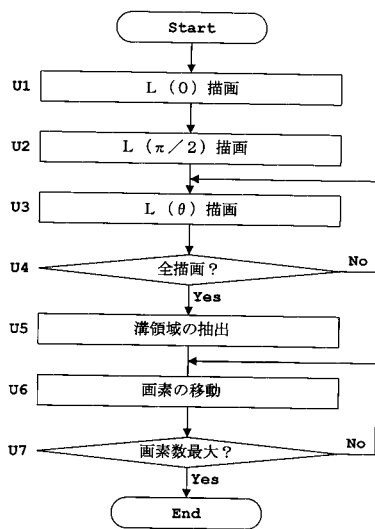 Start
U1 L(0)描画
U2 L(π/2)描画
U3 L(θ)描画
U4 全描画? No
Yes
U5 溝領域の抽出
U6 画素の移動
U7 画素数最大? No
Yes
End